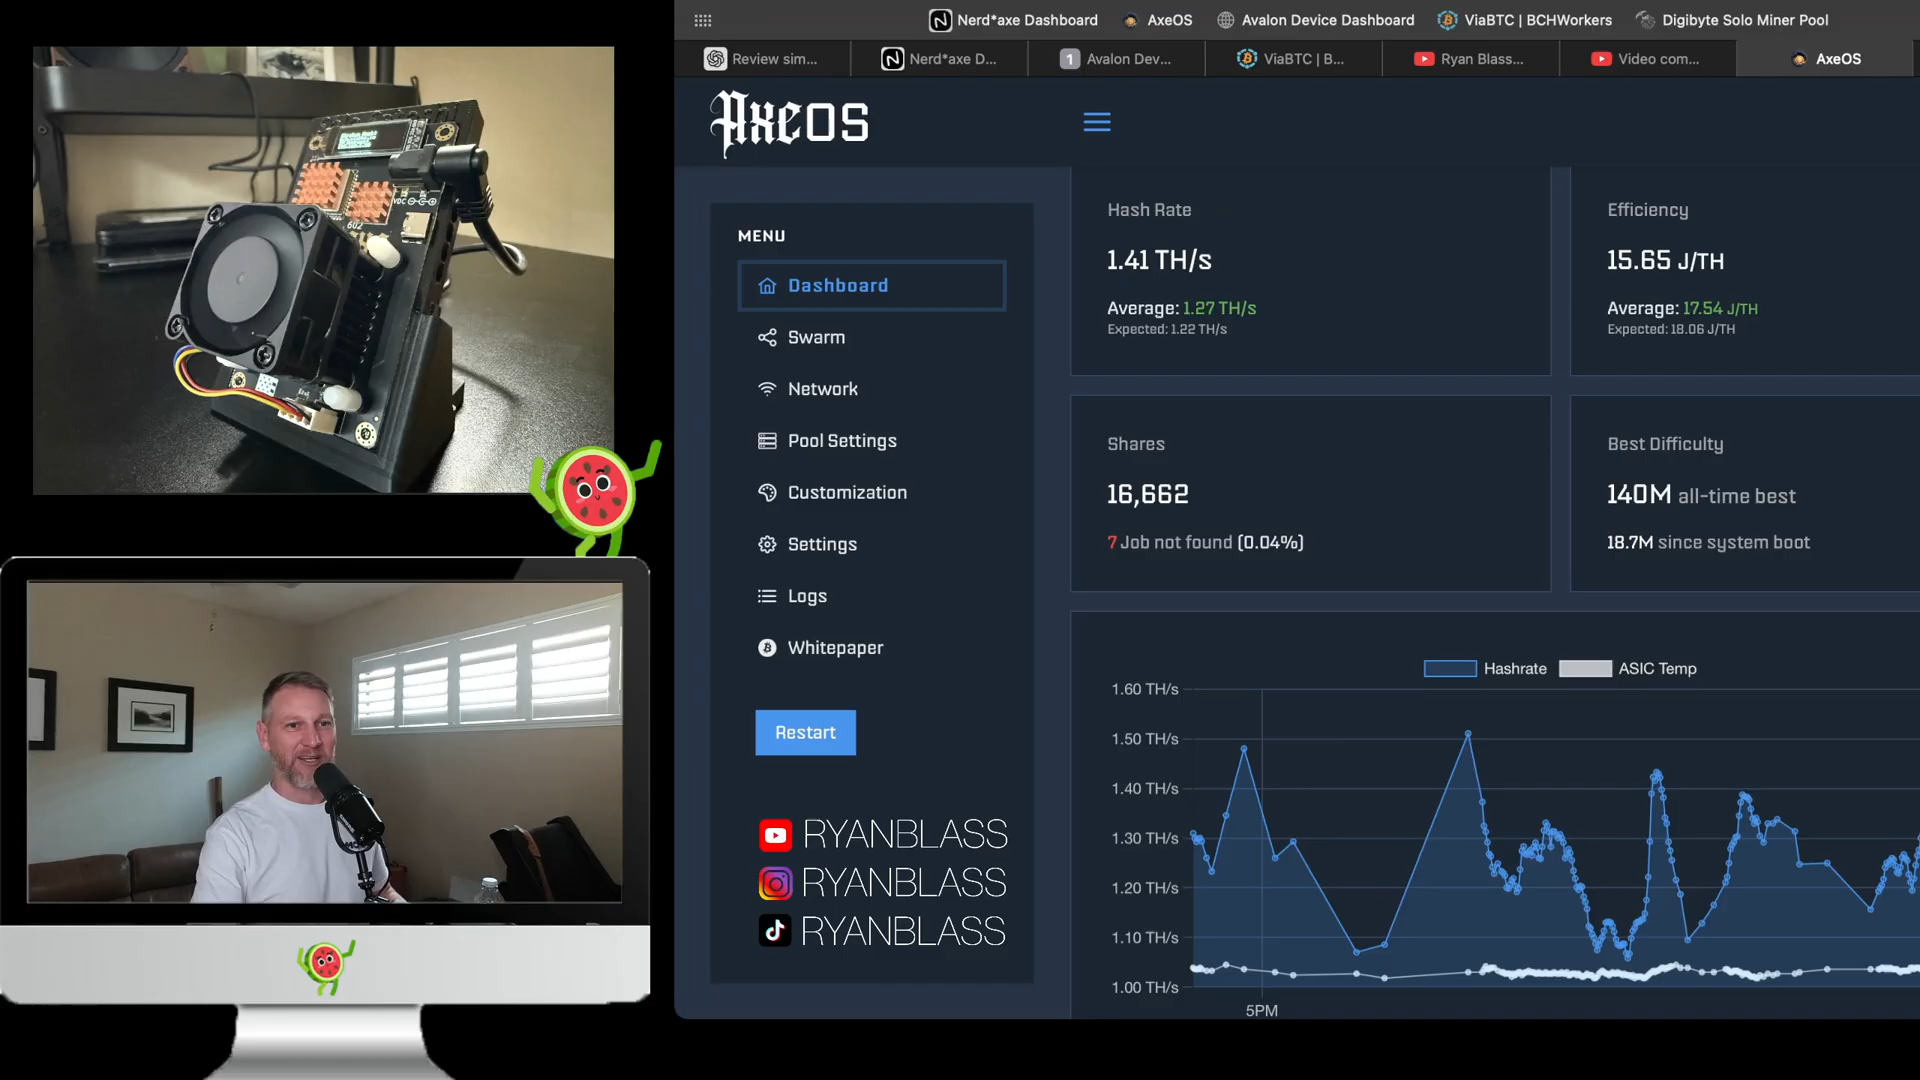 Nerd*axe Dashboard
AxeOS
Avalon Device Dashboard
ViaBTC | BCHWorkers
Digibyte Solo Miner Pool
Review sim...
Nerd*axe D...
1 Avalon Dev...
ViaBTC | B...
Ryan Blass...
Video com...
AxeOS
AxeOS
MENU
Dashboard
Swarm
Network
Pool Settings
Customization
Settings
Logs
Whitepaper
Restart
RYANBLASS
RYANBLASS
RYANBLASS
Hash Rate
1.41 TH/s
Average: 1.27 TH/s
Expected: 1.22 TH/s
Efficiency
15.65 J/TH
Average: 17.54 J/TH
Expected: 18.06 J/TH
Shares
16,662
7 Job not found (0.04%)
Best Difficulty
140M all-time best
18.7M since system boot
Hashrate
ASIC Temp
1.60 TH/s
1.50 TH/s
1.40 TH/s
1.30 TH/s
1.20 TH/s
1.10 TH/s
1.00 TH/s
5PM
602
VDC